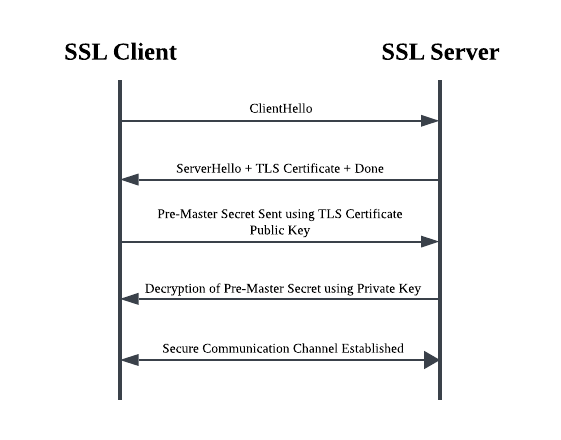 SSL Client
SSL Server
ClientHello
ServerHello + TLS Certificate + Done
Pre-Master Secret Sent using TLS Certificate
Public Key
Decryption of Pre-Master Secret using Private Key
Secure Communication Channel Established